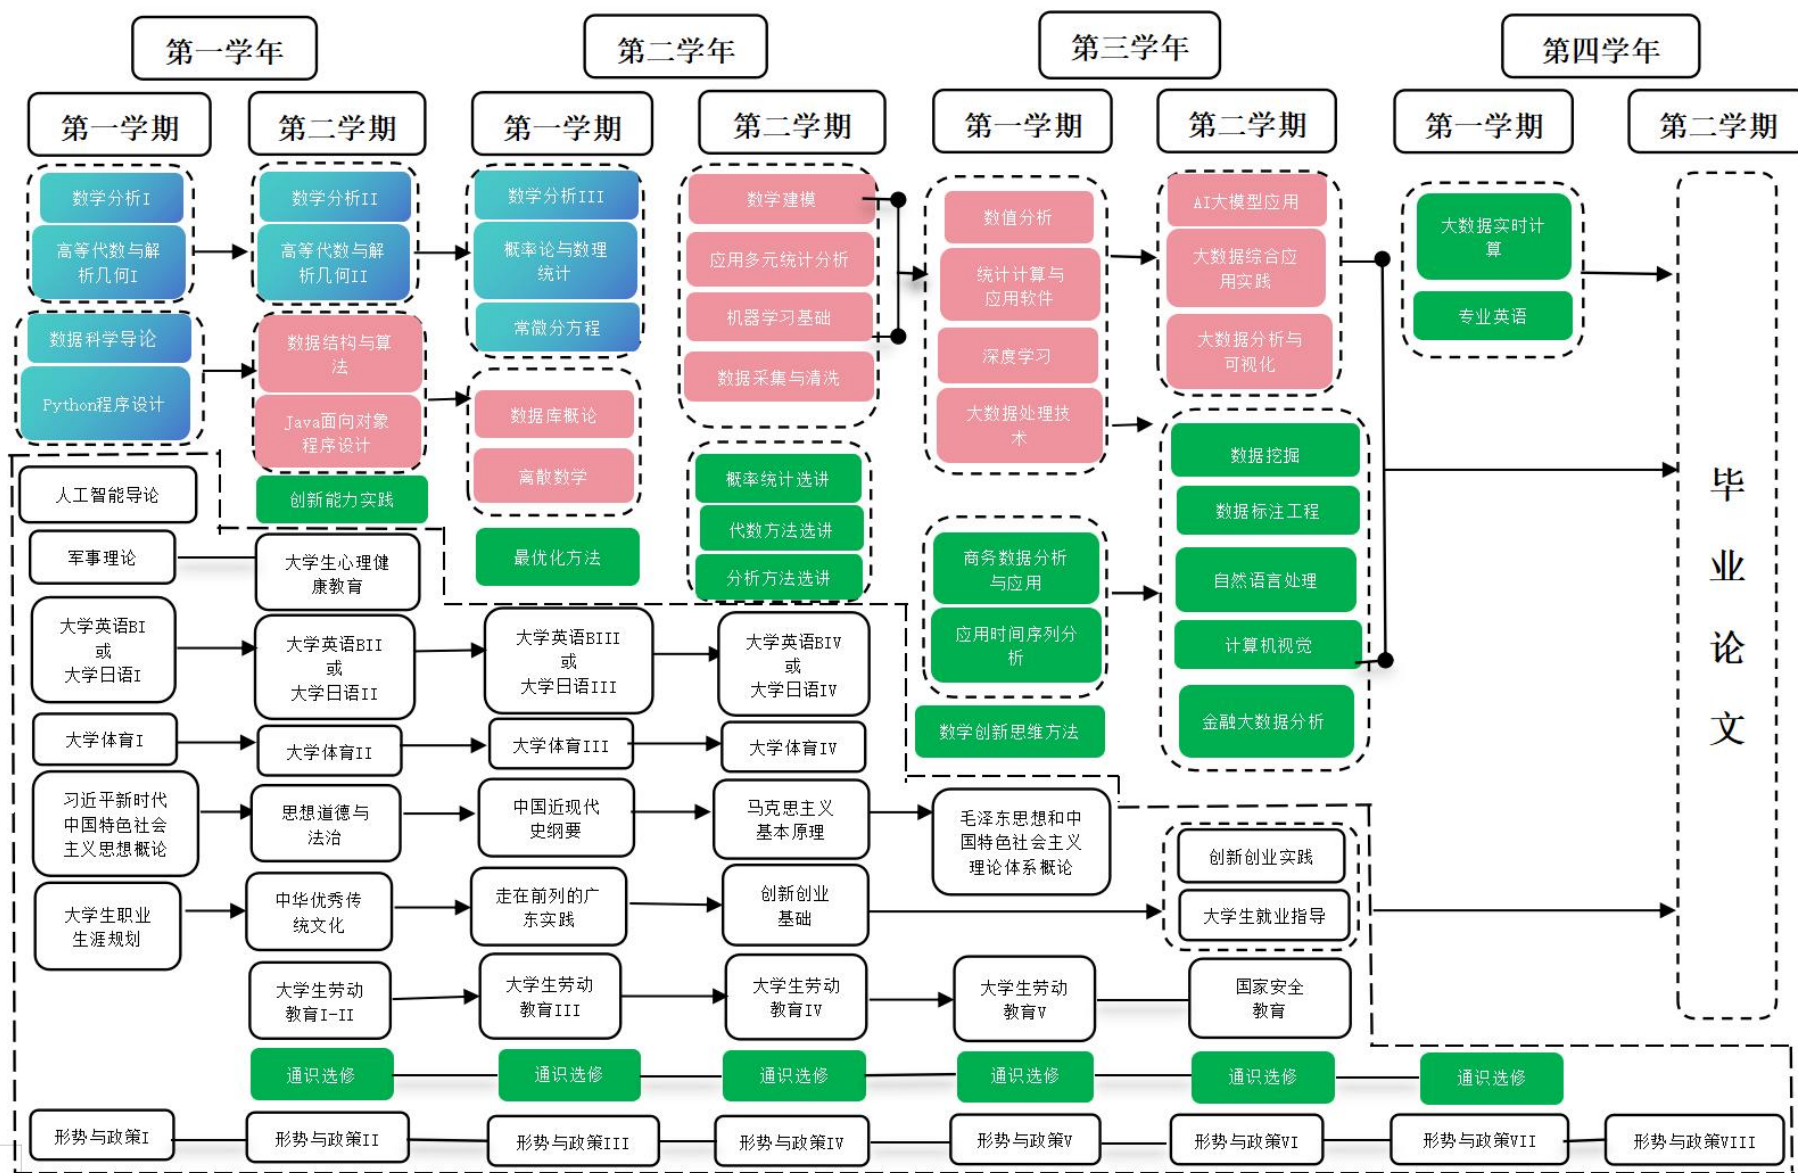 第一学年
第二学年
第三学年
第四学年
第一学期
第二学期
第一学期
第二学期
第一学期
第二学期
第一学期
第二学期
数学分析I
高等代数与解
析几何I
数据科学导论
Python程序设计
数学分析II
高等代数与解
析几何II
数据结构与算
法
Java面向对象
程序设计
创新能力实践
数学分析III
概率论与数理
统计
常微分方程
数据库概论
离散数学
最优化方法
数学建模
应用多元统计分析
机器学习基础
数据采集与清洗
概率统计选讲
代数方法选讲
分析方法选讲
数值分析
统计计算与
应用软件
深度学习
大数据处理技
术
商务数据分析
与应用
应用时间序列分
析
数学创新思维方法
AI大模型应用
大数据综合应
用实践
大数据分析与
可视化
数据挖掘
数据标注工程
自然语言处理
计算机视觉
金融大数据分析
大数据实时计
算
专业英语
毕
业
论
文
人工智能导论
军事理论
大学生心理健
康教育
大学英语BI
或
大学日语I
大学英语BII
或
大学日语II
大学英语BIII
或
大学日语III
大学英语BIV
或
大学日语IV
大学体育I
大学体育II
大学体育III
大学体育IV
习近平新时代
中国特色社会
主义思想概论
思想道德与
法治
中国近现代
史纲要
马克思主义
基本原理
毛泽东思想和中
国特色社会主义
理论体系概论
创新创业实践
大学生就业指导
大学生职业
生涯规划
中华优秀传
统文化
走在前列的广
东实践
创新创业
基础
大学生劳动
教育I-II
大学生劳动
教育III
大学生劳动
教育IV
大学生劳动
教育V
国家安全
教育
通识选修
通识选修
通识选修
通识选修
通识选修
通识选修
形势与政策I
形势与政策II
形势与政策III
形势与政策IV
形势与政策V
形势与政策VI
形势与政策VII
形势与政策VIII